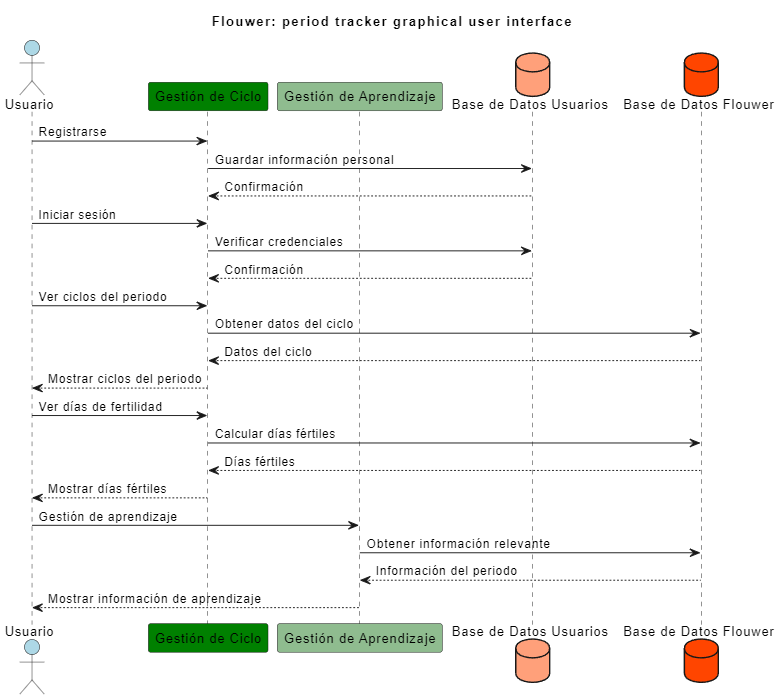 Flouwer: period tracker graphical user interface
Usuario
Gestión de Ciclo
Gestión de Aprendizaje
Base de Datos Usuarios
Base de Datos Flouwer
Registrarse
Guardar información personal
Confirmación
Iniciar sesión
Verificar credenciales
Confirmación
Ver ciclos del periodo
Obtener datos del ciclo
Datos del ciclo
Mostrar ciclos del periodo
Ver días de fertilidad
Calcular días fértiles
Días fértiles
Mostrar días fértiles
Gestión de aprendizaje
Obtener información relevante
Información del periodo
Mostrar información de aprendizaje
Usuario
Gestión de Ciclo
Gestión de Aprendizaje
Base de Datos Usuarios
Base de Datos Flouwer